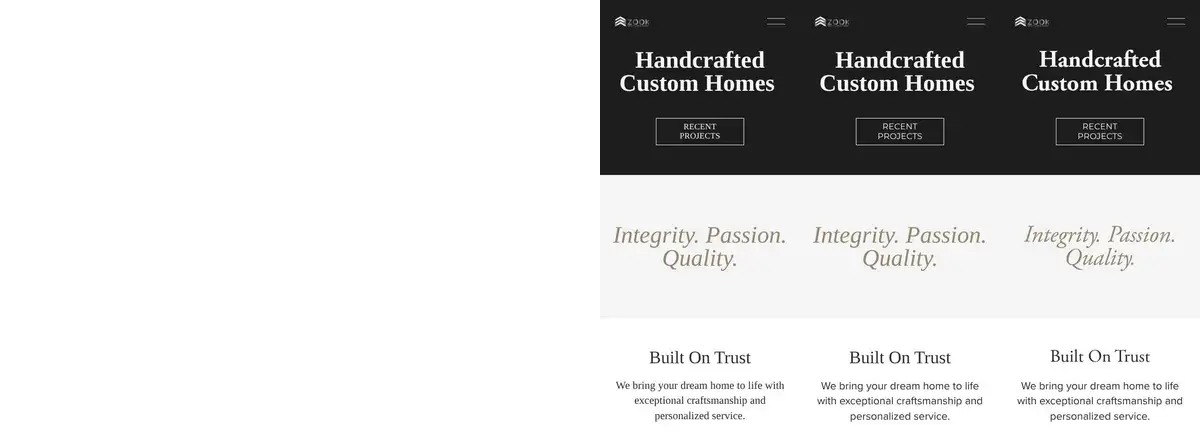 ZOOK
Handcrafted
Custom Homes
RECENT
PROJECTS
Integrity. Passion.
Quality.
Built On Trust
We bring your dream home to life with
exceptional craftsmanship and
personalized service.
ZOOK
Handcrafted
Custom Homes
RECENT
PROJECTS
Integrity. Passion.
Quality.
Built On Trust
We bring your dream home to life
with exceptional craftsmanship and
personalized service.
ZOOK
Handcrafted
Custom Homes
RECENT
PROJECTS
Integrity. Passion.
Quality.
Built On Trust
We bring your dream home to life
with exceptional craftsmanship and
personalized service.